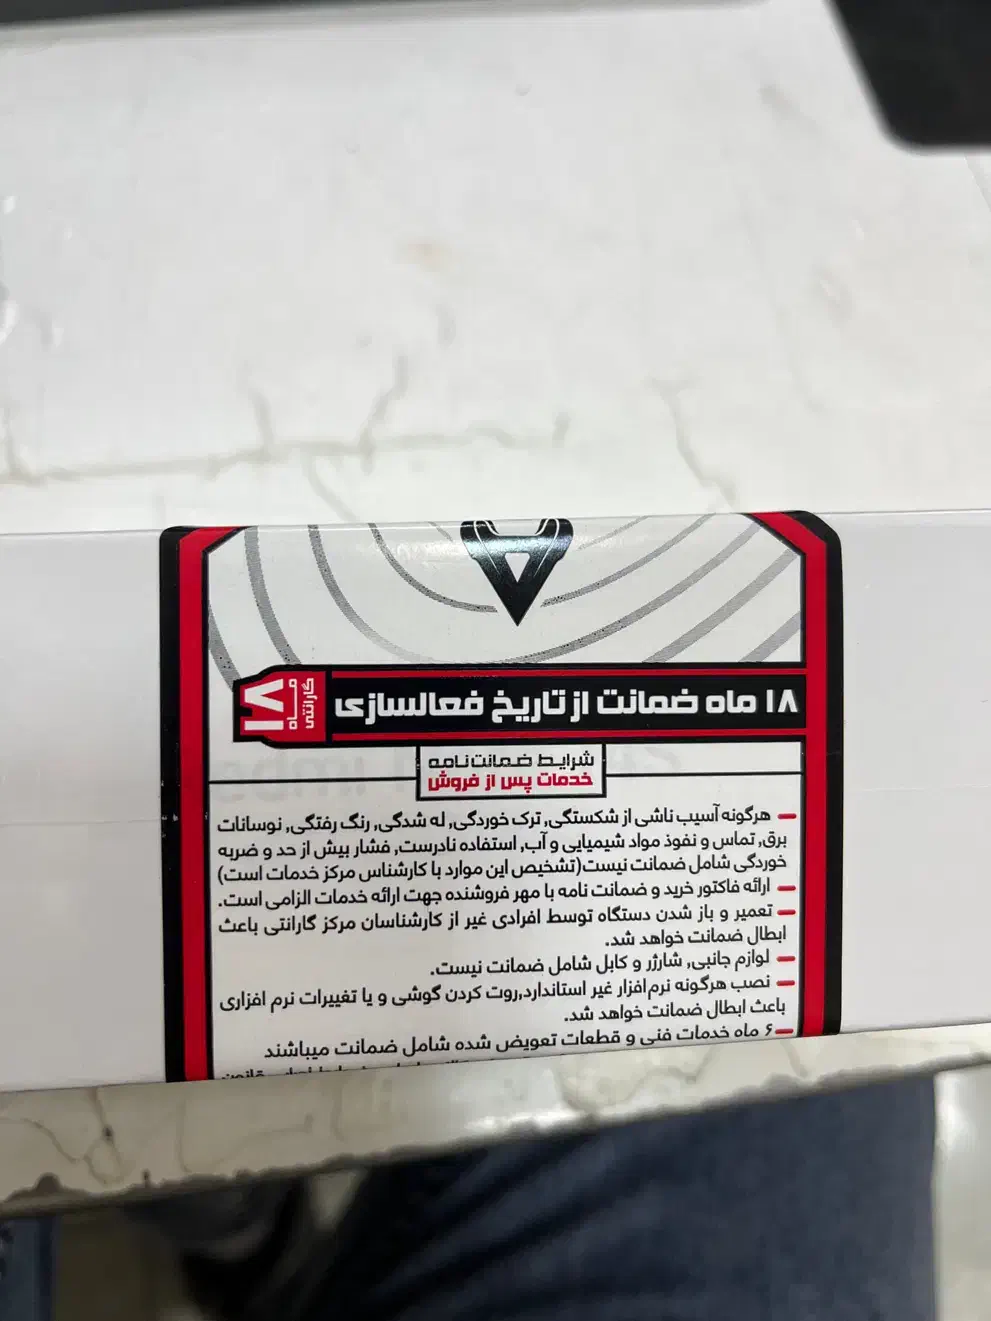 ۱۸ ماه ضمانت از تاریخ فعالسازی
۱۸ ماه گارانتی
شرایط ضمانت‌نامه
خدمات پس از فروش
– هرگونه آسیب ناشی از شکستگی, ترک خوردگی, له شدگی, رنگ رفتگی, نوسانات
برق, تماس و نفوذ مواد شیمیایی و آب, استفاده نادرست, فشار بیش از حد و ضربه
خوردگی شامل ضمانت نیست(تشخیص این موارد با کارشناس مرکز خدمات است)
– ارائه فاکتور خرید و ضمانت نامه با مهر فروشنده جهت ارائه خدمات الزامی است.
– تعمیر و باز شدن دستگاه توسط افرادی غیر از کارشناسان مرکز گارانتی باعث
ابطال ضمانت خواهد شد.
– لوازم جانبی, شارژر و کابل شامل ضمانت نیست.
– نصب هرگونه نرم‌افزار غیر استاندارد,روت کردن گوشی و یا تغییرات نرم افزاری
باعث ابطال ضمانت خواهد شد.
– ۶ ماه خدمات فنی و قطعات تعویض شده شامل ضمانت میباشند